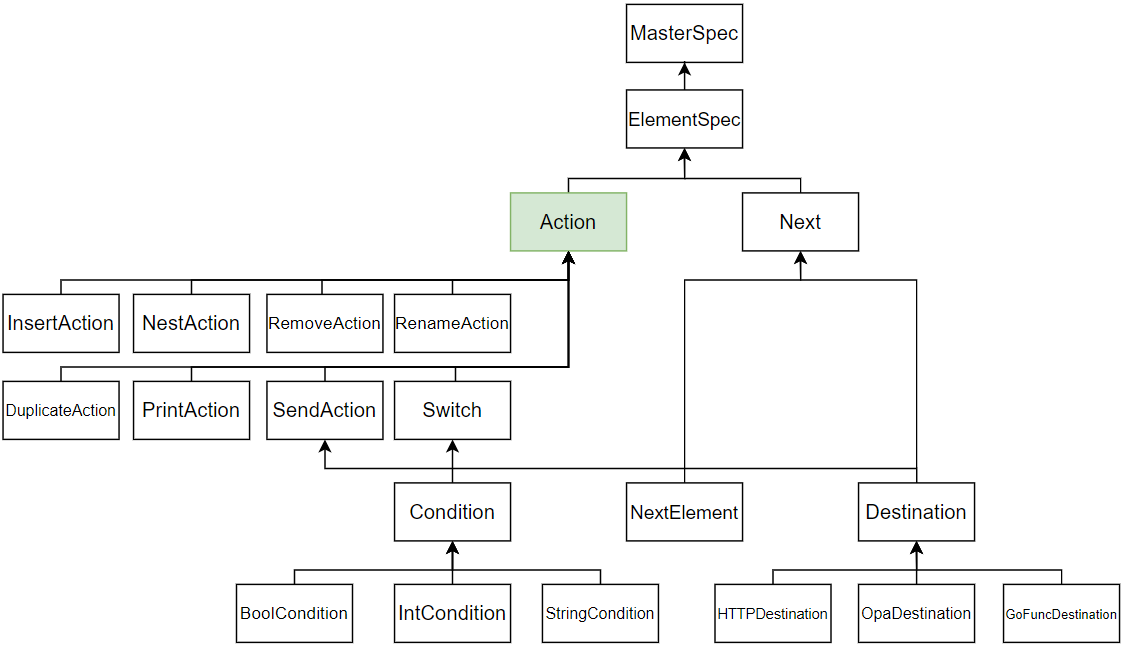 MasterSpec
ElementSpec
Action
Next
InsertAction
NestAction
RemoveAction
RenameAction
DuplicateAction
PrintAction
SendAction
Switch
Condition
NextElement
Destination
BoolCondition
IntCondition
StringCondition
HTTPDestination
OpaDestination
GoFuncDestination